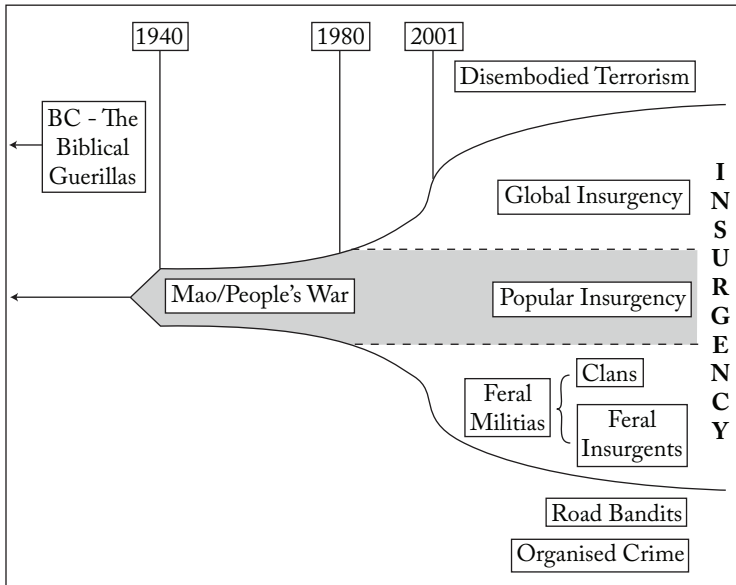 1940
1980
2001
Disembodied Terrorism
BC - The
Biblical
Guerillas
Global Insurgency
Mao/People's War
Popular Insurgency
Clans
Feral
Militias
Feral
Insurgents
Road Bandits
Organised Crime
INSURGENCY